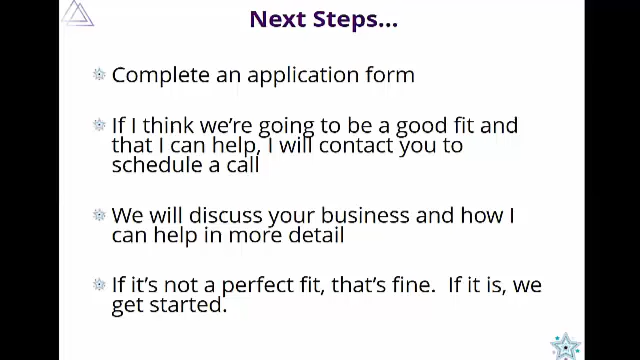 Next Steps...
Complete an application form
If I think we're going to be a good fit and
that I can help, I will contact you to
schedule a call
We will discuss your business and how I
can help in more detail
If it's not a perfect fit, that's fine.  If it is, we
get started.